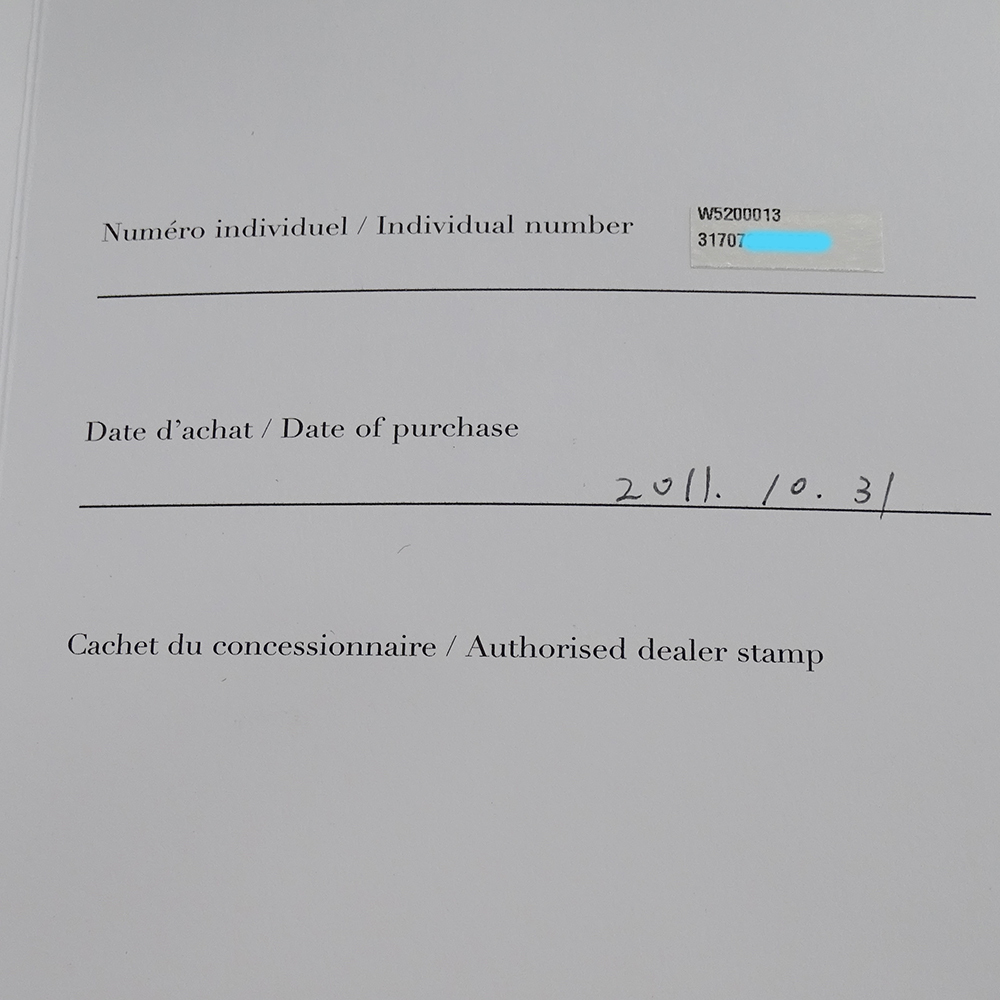 Numéro individuel / Individual number
W5200013
31707
Date d'achat / Date of purchase
2011. 10. 31
Cachet du concessionnaire / Authorised dealer stamp